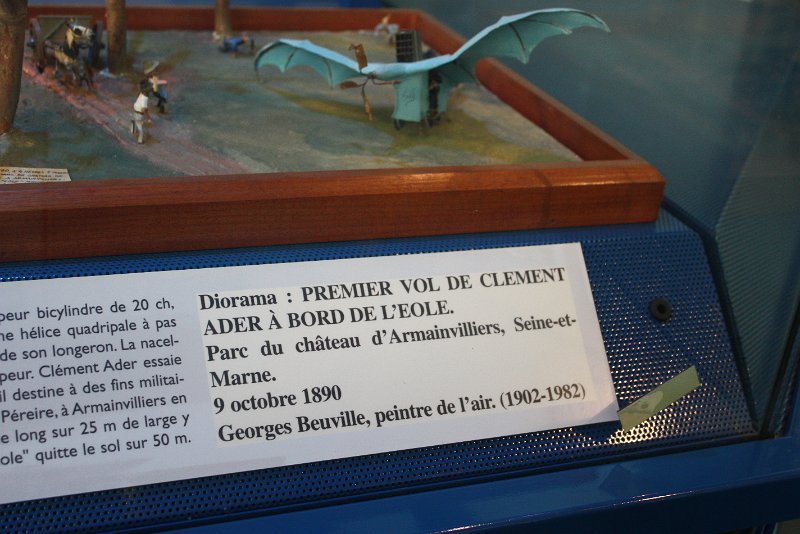 peur bicylindre de 20 ch,
ne hélice quadripale à pas
de son longeron. La nacel-
peur. Clément Ader essaie
il destine à des fins militai-
Péreire, à Armainvilliers en
e long sur 25 m de large y
ole" quitte le sol sur 50 m.
Diorama : PREMIER VOL DE CLEMENT
ADER À BORD DE L'EOLE.
Parc du château d'Armainvilliers, Seine-et-
Marne.
9 octobre 1890
Georges Beuville, peintre de l'air. (1902-1982)